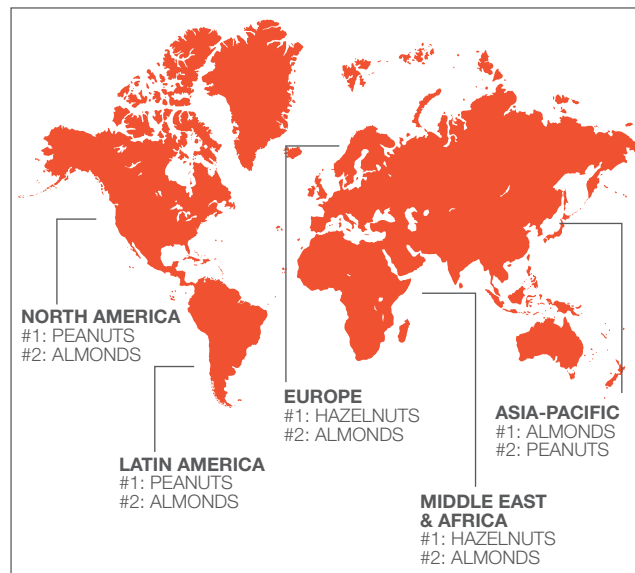 NORTH AMERICA
#1: PEANUTS
#2: ALMONDS
LATIN AMERICA
#1: PEANUTS
#2: ALMONDS
EUROPE
#1: HAZELNUTS
#2: ALMONDS
MIDDLE EAST
& AFRICA
#1: HAZELNUTS
#2: ALMONDS
ASIA-PACIFIC
#1: ALMONDS
#2: PEANUTS